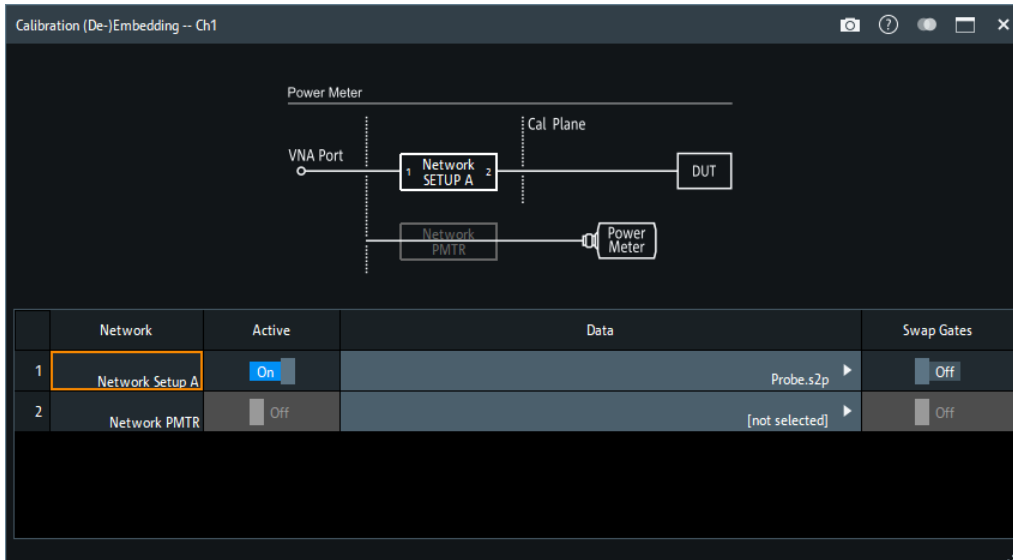 Calibration (De-)Embedding -- Ch1
Power Meter
Cal Plane
VNA Port
1 Network 2
SETUP A
DUT
Network
PMTR
Power
Meter
Network Active Data Swap Gates
1 Network Setup A On Probe.s2p Off
2 Network PMTR Off [not selected] Off